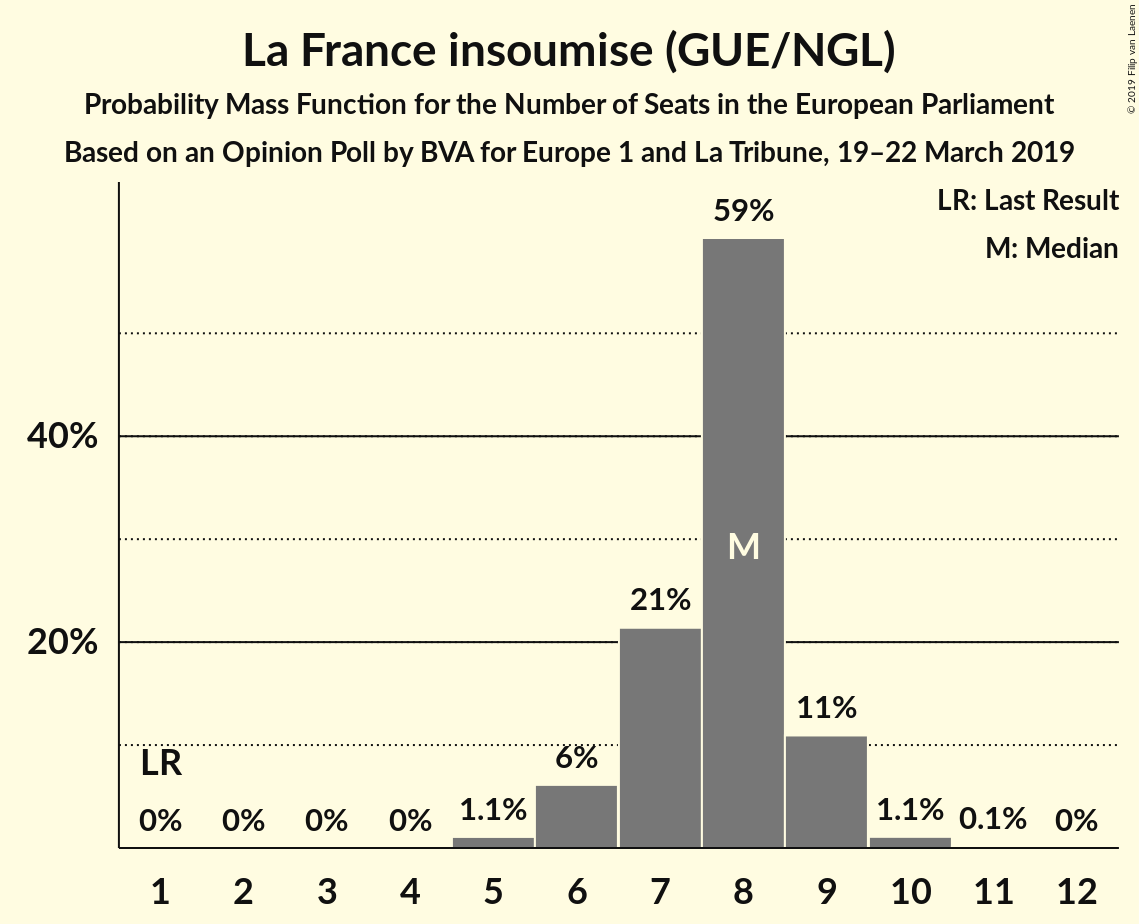 La France insoumise (GUE/NGL)
Probability Mass Function for the Number of Seats in the European Parliament
Based on an Opinion Poll by BVA for Europe 1 and La Tribune, 19–22 March 2019
© 2019 Filip van Laenen
LR: Last Result
M: Median
59%
40%
M
21%
20%
11%
LR
6%
0% 0% 0% 0% 1.1% 1.1% 0.1% 0%
1 2 3 4 5 6 7 8 9 10 11 12